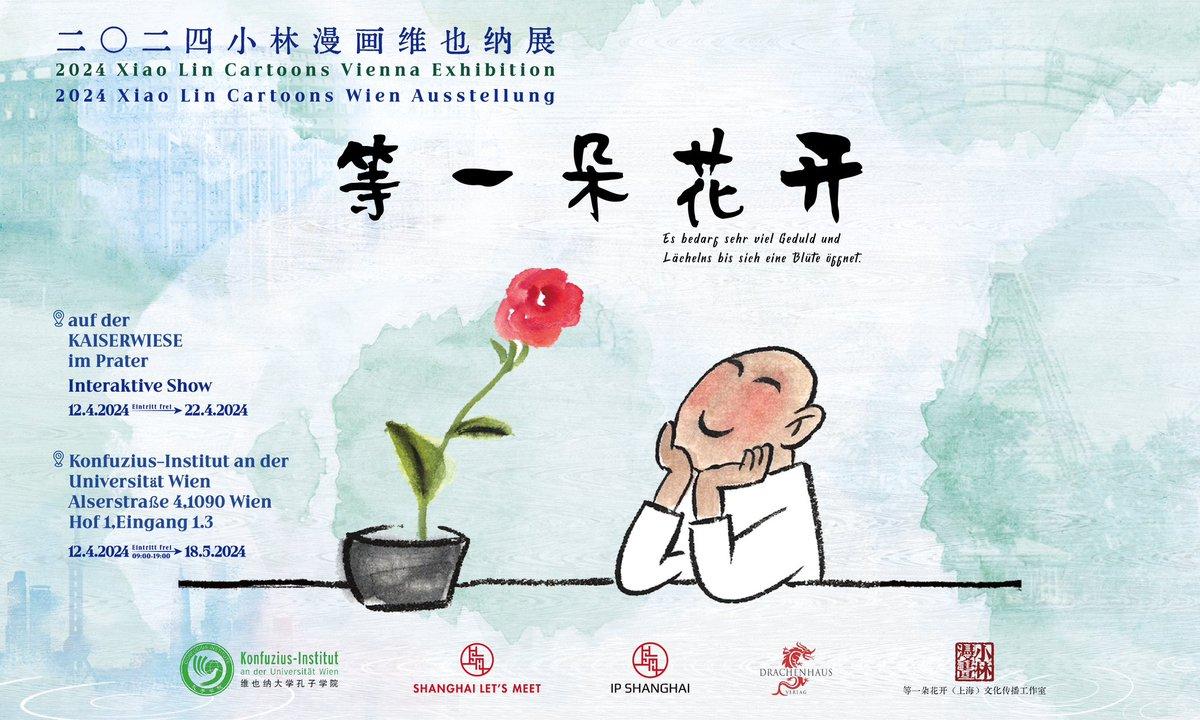 二〇二四小林漫画维也纳展
2024 Xiao Lin Cartoons Vienna Exhibition
2024 Xiao Lin Cartoons Wien Ausstellung
等一朵花开
Es bedarf sehr viel Geduld und
Lächelns bis sich eine Blüte öffnet.
auf der
KAISERWIESE
im Prater
Interaktive Show
12.4.2024 Eintritt frei 22.4.2024
Konfuzius-Institut an der
Universität Wien
Alserstraße 4,1090 Wien
Hof 1,Eingang 1.3
12.4.2024 Eintritt frei 09:00-19:00 18.5.2024
Konfuzius-Institut
an der Universität Wien
维也纳大学孔子学院
SHANGHAI LET'S MEET
IP SHANGHAI
DRACHENHAUS
VERLAG
小林漫画
等一朵花开（上海）文化传播工作室